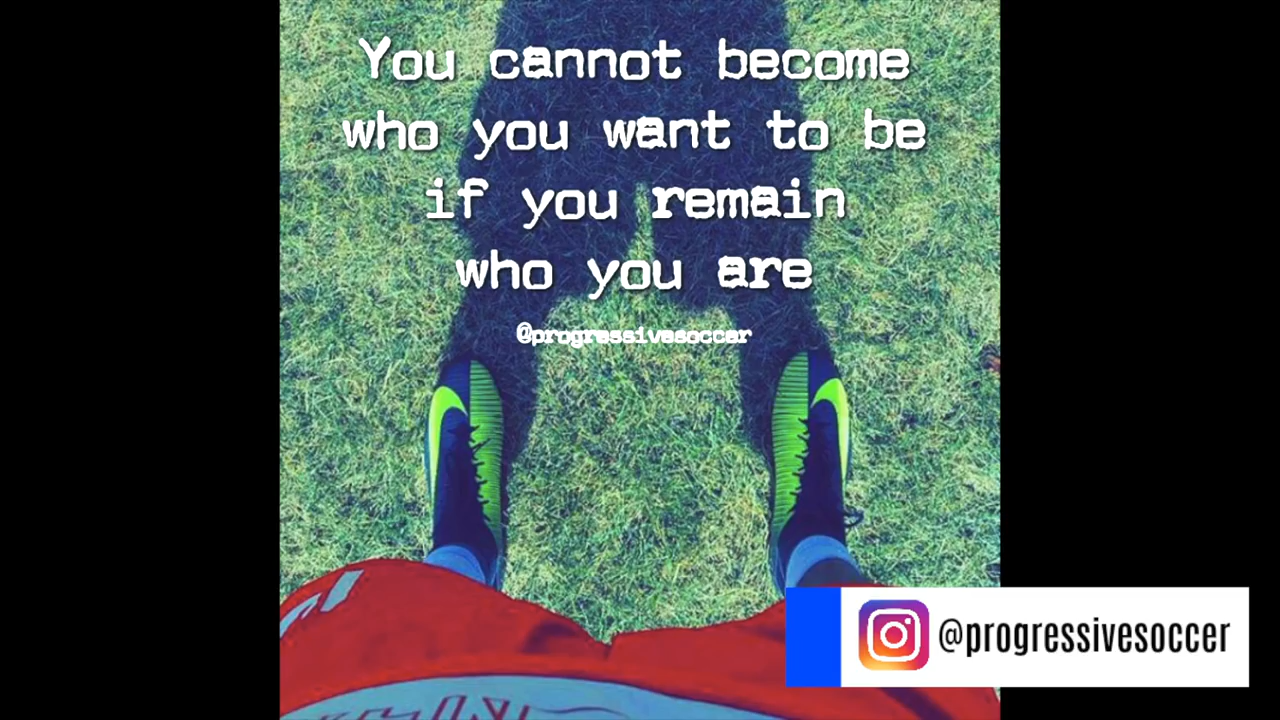 You cannot become
who you want to be
if you remain
who you are
@progressivesoccer
@progressivesoccer